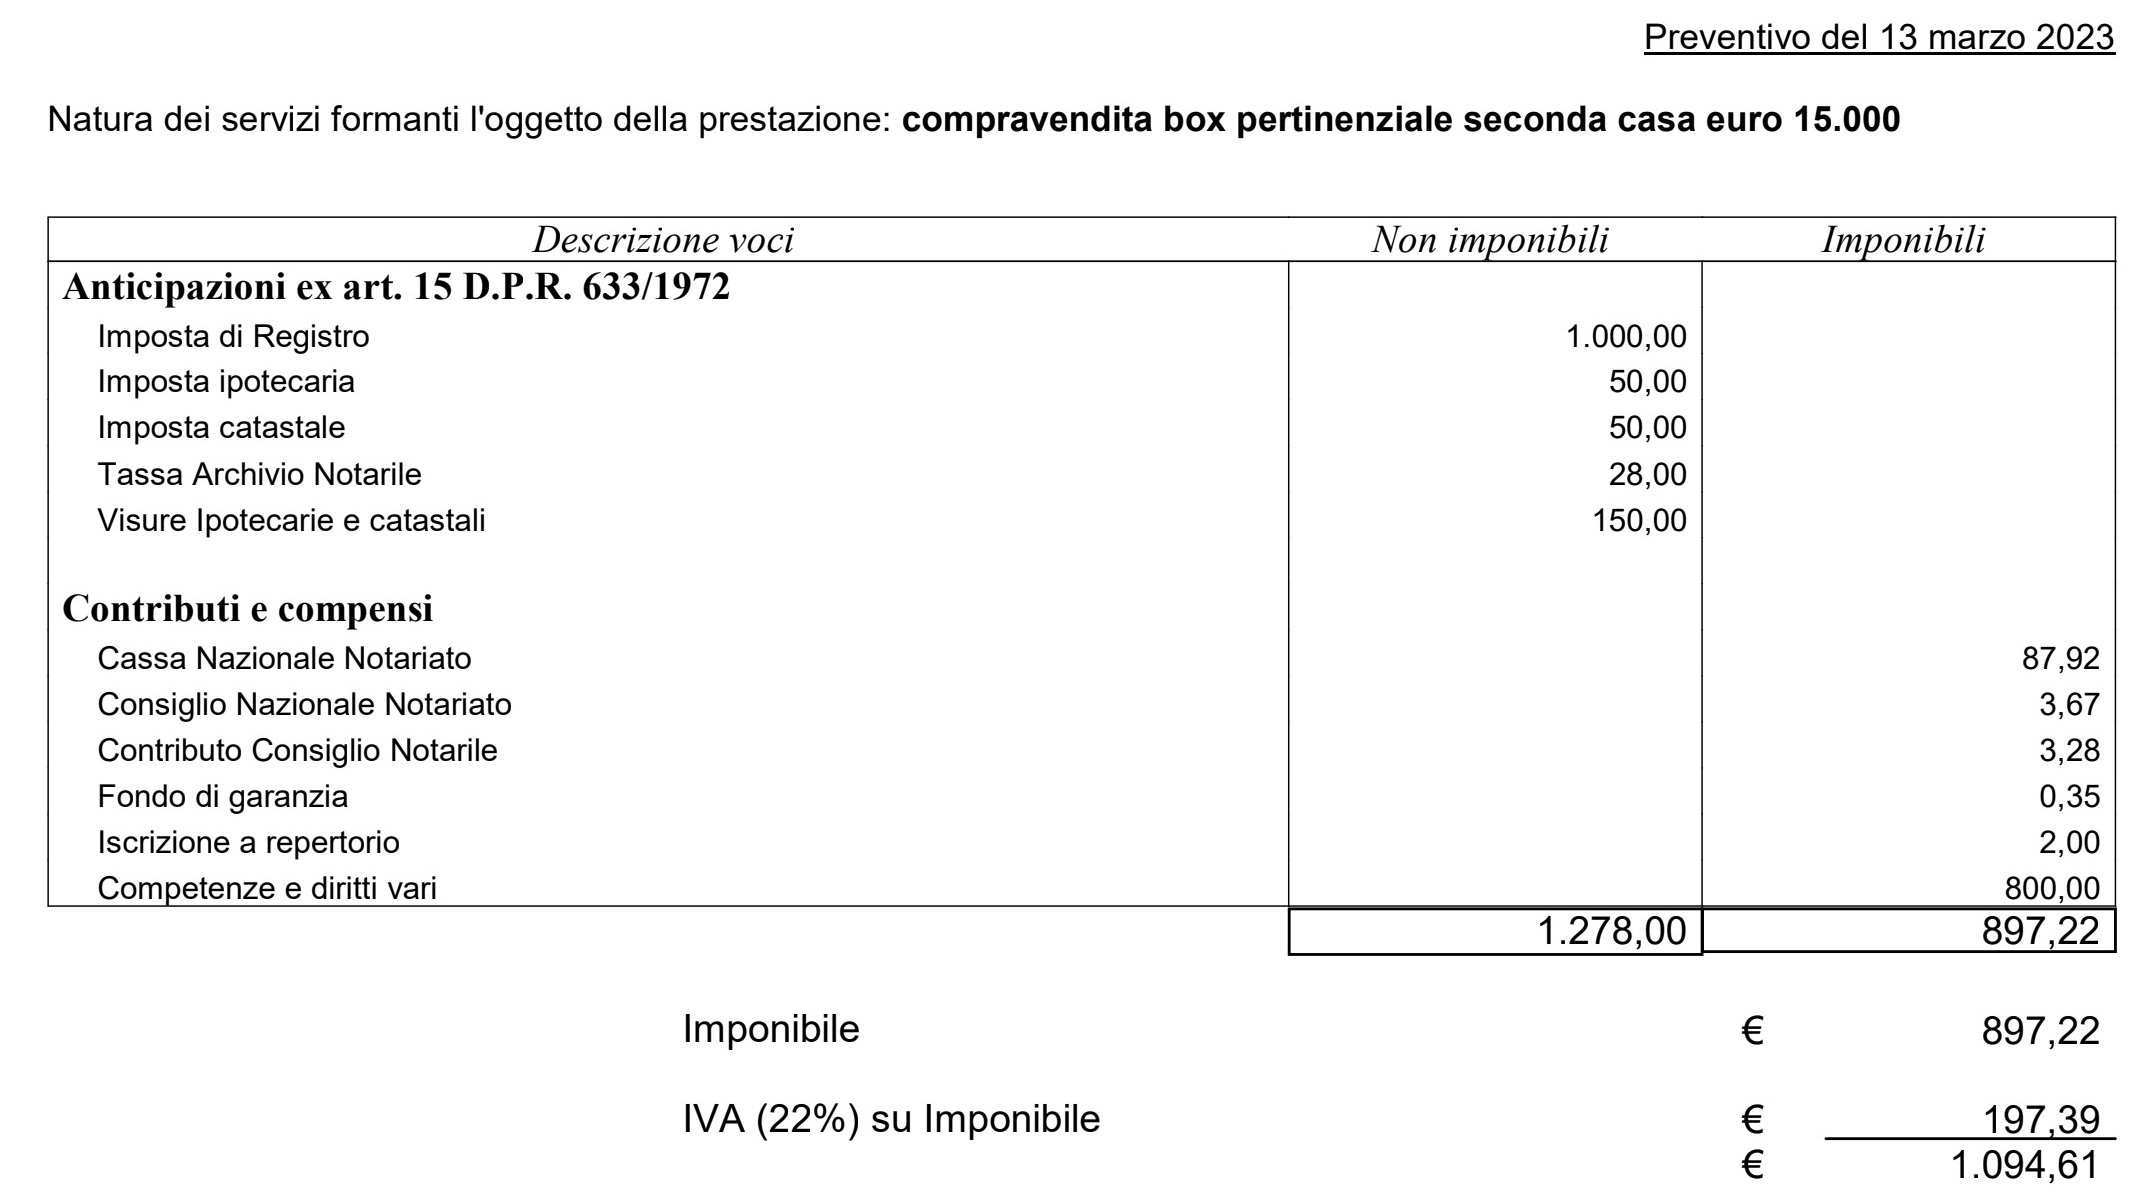 Preventivo del 13 marzo 2023
Natura dei servizi formanti l'oggetto della prestazione: compravendita box pertinenziale seconda casa euro 15.000
Descrizione voci Non imponibili Imponibili
Anticipazioni ex art. 15 D.P.R. 633/1972
Imposta di Registro 1.000,00
Imposta ipotecaria 50,00
Imposta catastale 50,00
Tassa Archivio Notarile 28,00
Visure Ipotecarie e catastali 150,00
Contributi e compensi
Cassa Nazionale Notariato 87,92
Consiglio Nazionale Notariato 3,67
Contributo Consiglio Notarile 3,28
Fondo di garanzia 0,35
Iscrizione a repertorio 2,00
Competenze e diritti vari 800,00
1.278,00 897,22
Imponibile € 897,22
IVA (22%) su Imponibile € 197,39
€ 1.094,61